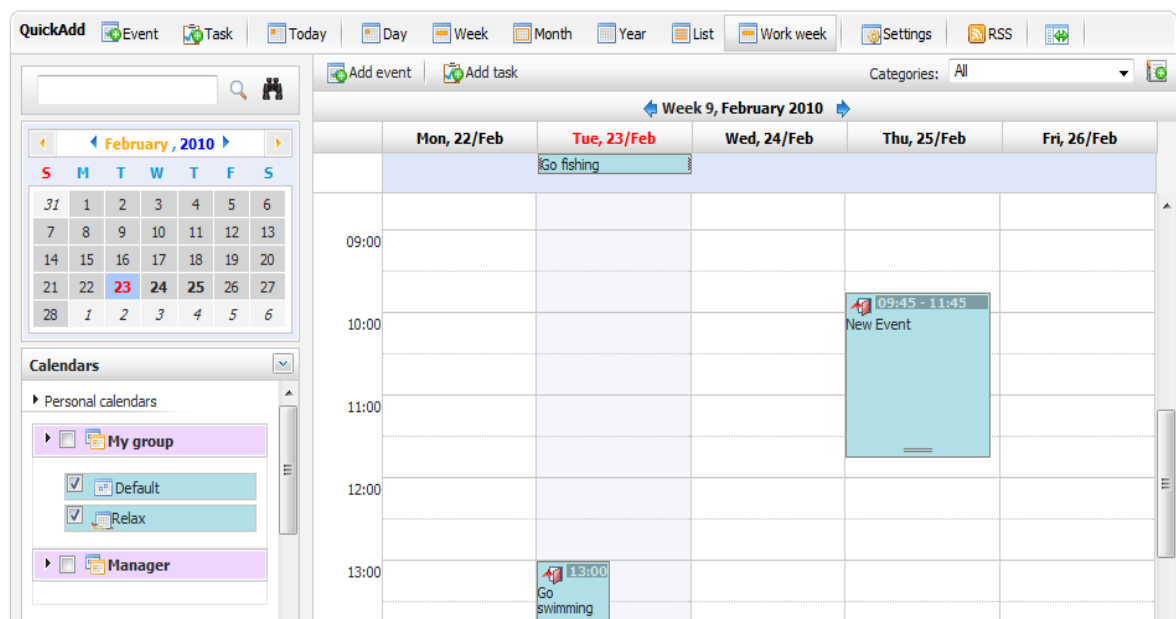 QuickAdd Event Task Today Day Week Month Year List Work week Settings RSS
Add event Add task Categories: All
Week 9, February 2010
February , 2010
S M T W T F S
31 1 2 3 4 5 6
7 8 9 10 11 12 13
14 15 16 17 18 19 20
21 22 23 24 25 26 27
28 1 2 3 4 5 6
Calendars
Personal calendars
My group
Default
Relax
Manager
Mon, 22/Feb Tue, 23/Feb Wed, 24/Feb Thu, 25/Feb Fri, 26/Feb
Go fishing
09:00
09:45 - 11:45
10:00
New Event
11:00
12:00
13:00
13:00
Go
swimming